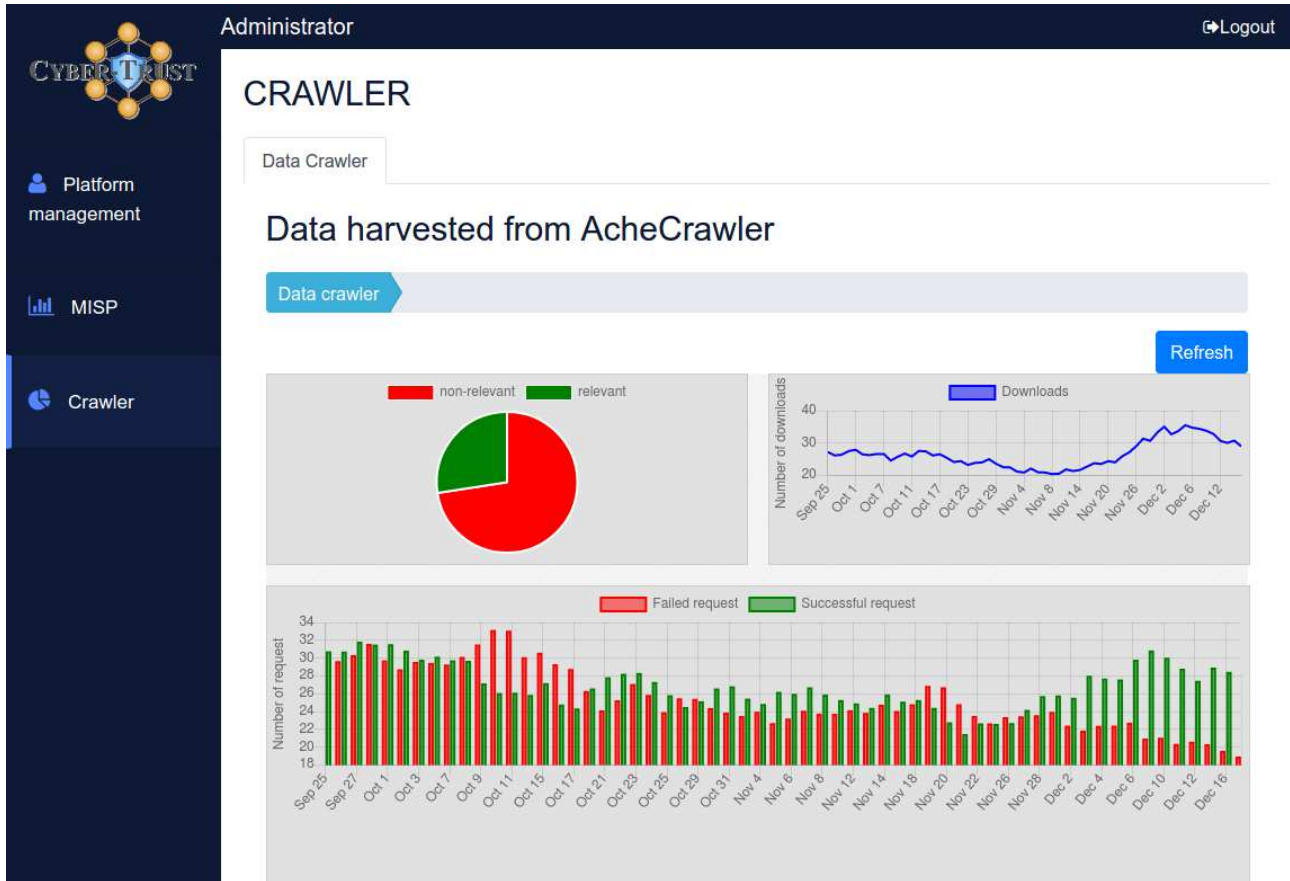 Administrator
Logout
CYBER-TRUST
Platform
management
MISP
Crawler
CRAWLER
Data Crawler
Data harvested from AcheCrawler
Data crawler
Refresh
non-relevant relevant
Downloads
Number of downloads
40
30
20
Sep 25 Oct 1 Oct 7 Oct 11 Oct 17 Oct 23 Oct 29 Nov 4 Nov 8 Nov 14 Nov 20 Nov 26 Dec 2 Dec 6 Dec 12
Failed request Successful request
Number of request
34
32
30
28
26
24
22
20
18
Sep 25 Sep 27 Oct 1 Oct 3 Oct 7 Oct 9 Oct 11 Oct 15 Oct 17 Oct 21 Oct 23 Oct 25 Oct 29 Oct 31 Nov 4 Nov 6 Nov 8 Nov 12 Nov 14 Nov 18 Nov 20 Nov 22 Nov 26 Nov 28 Dec 2 Dec 4 Dec 6 Dec 10 Dec 12 Dec 16